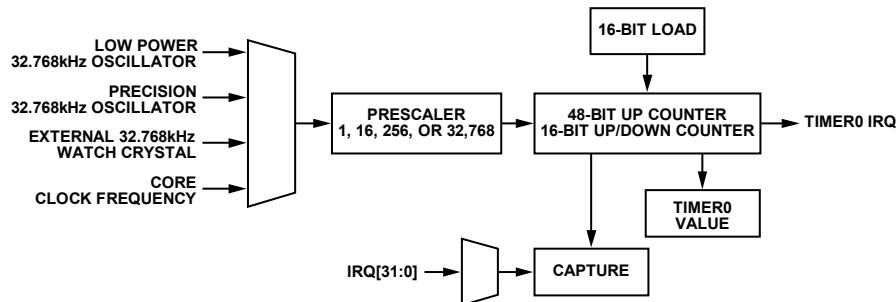 LOW POWER
32.768kHz OSCILLATOR
PRECISION
32.768kHz OSCILLATOR
EXTERNAL 32.768kHz
WATCH CRYSTAL
CORE
CLOCK FREQUENCY
PRESCALER
1, 16, 256, OR 32,768
16-BIT LOAD
48-BIT UP COUNTER
16-BIT UP/DOWN COUNTER
TIMER0 IRQ
TIMER0
VALUE
IRQ[31:0]
CAPTURE